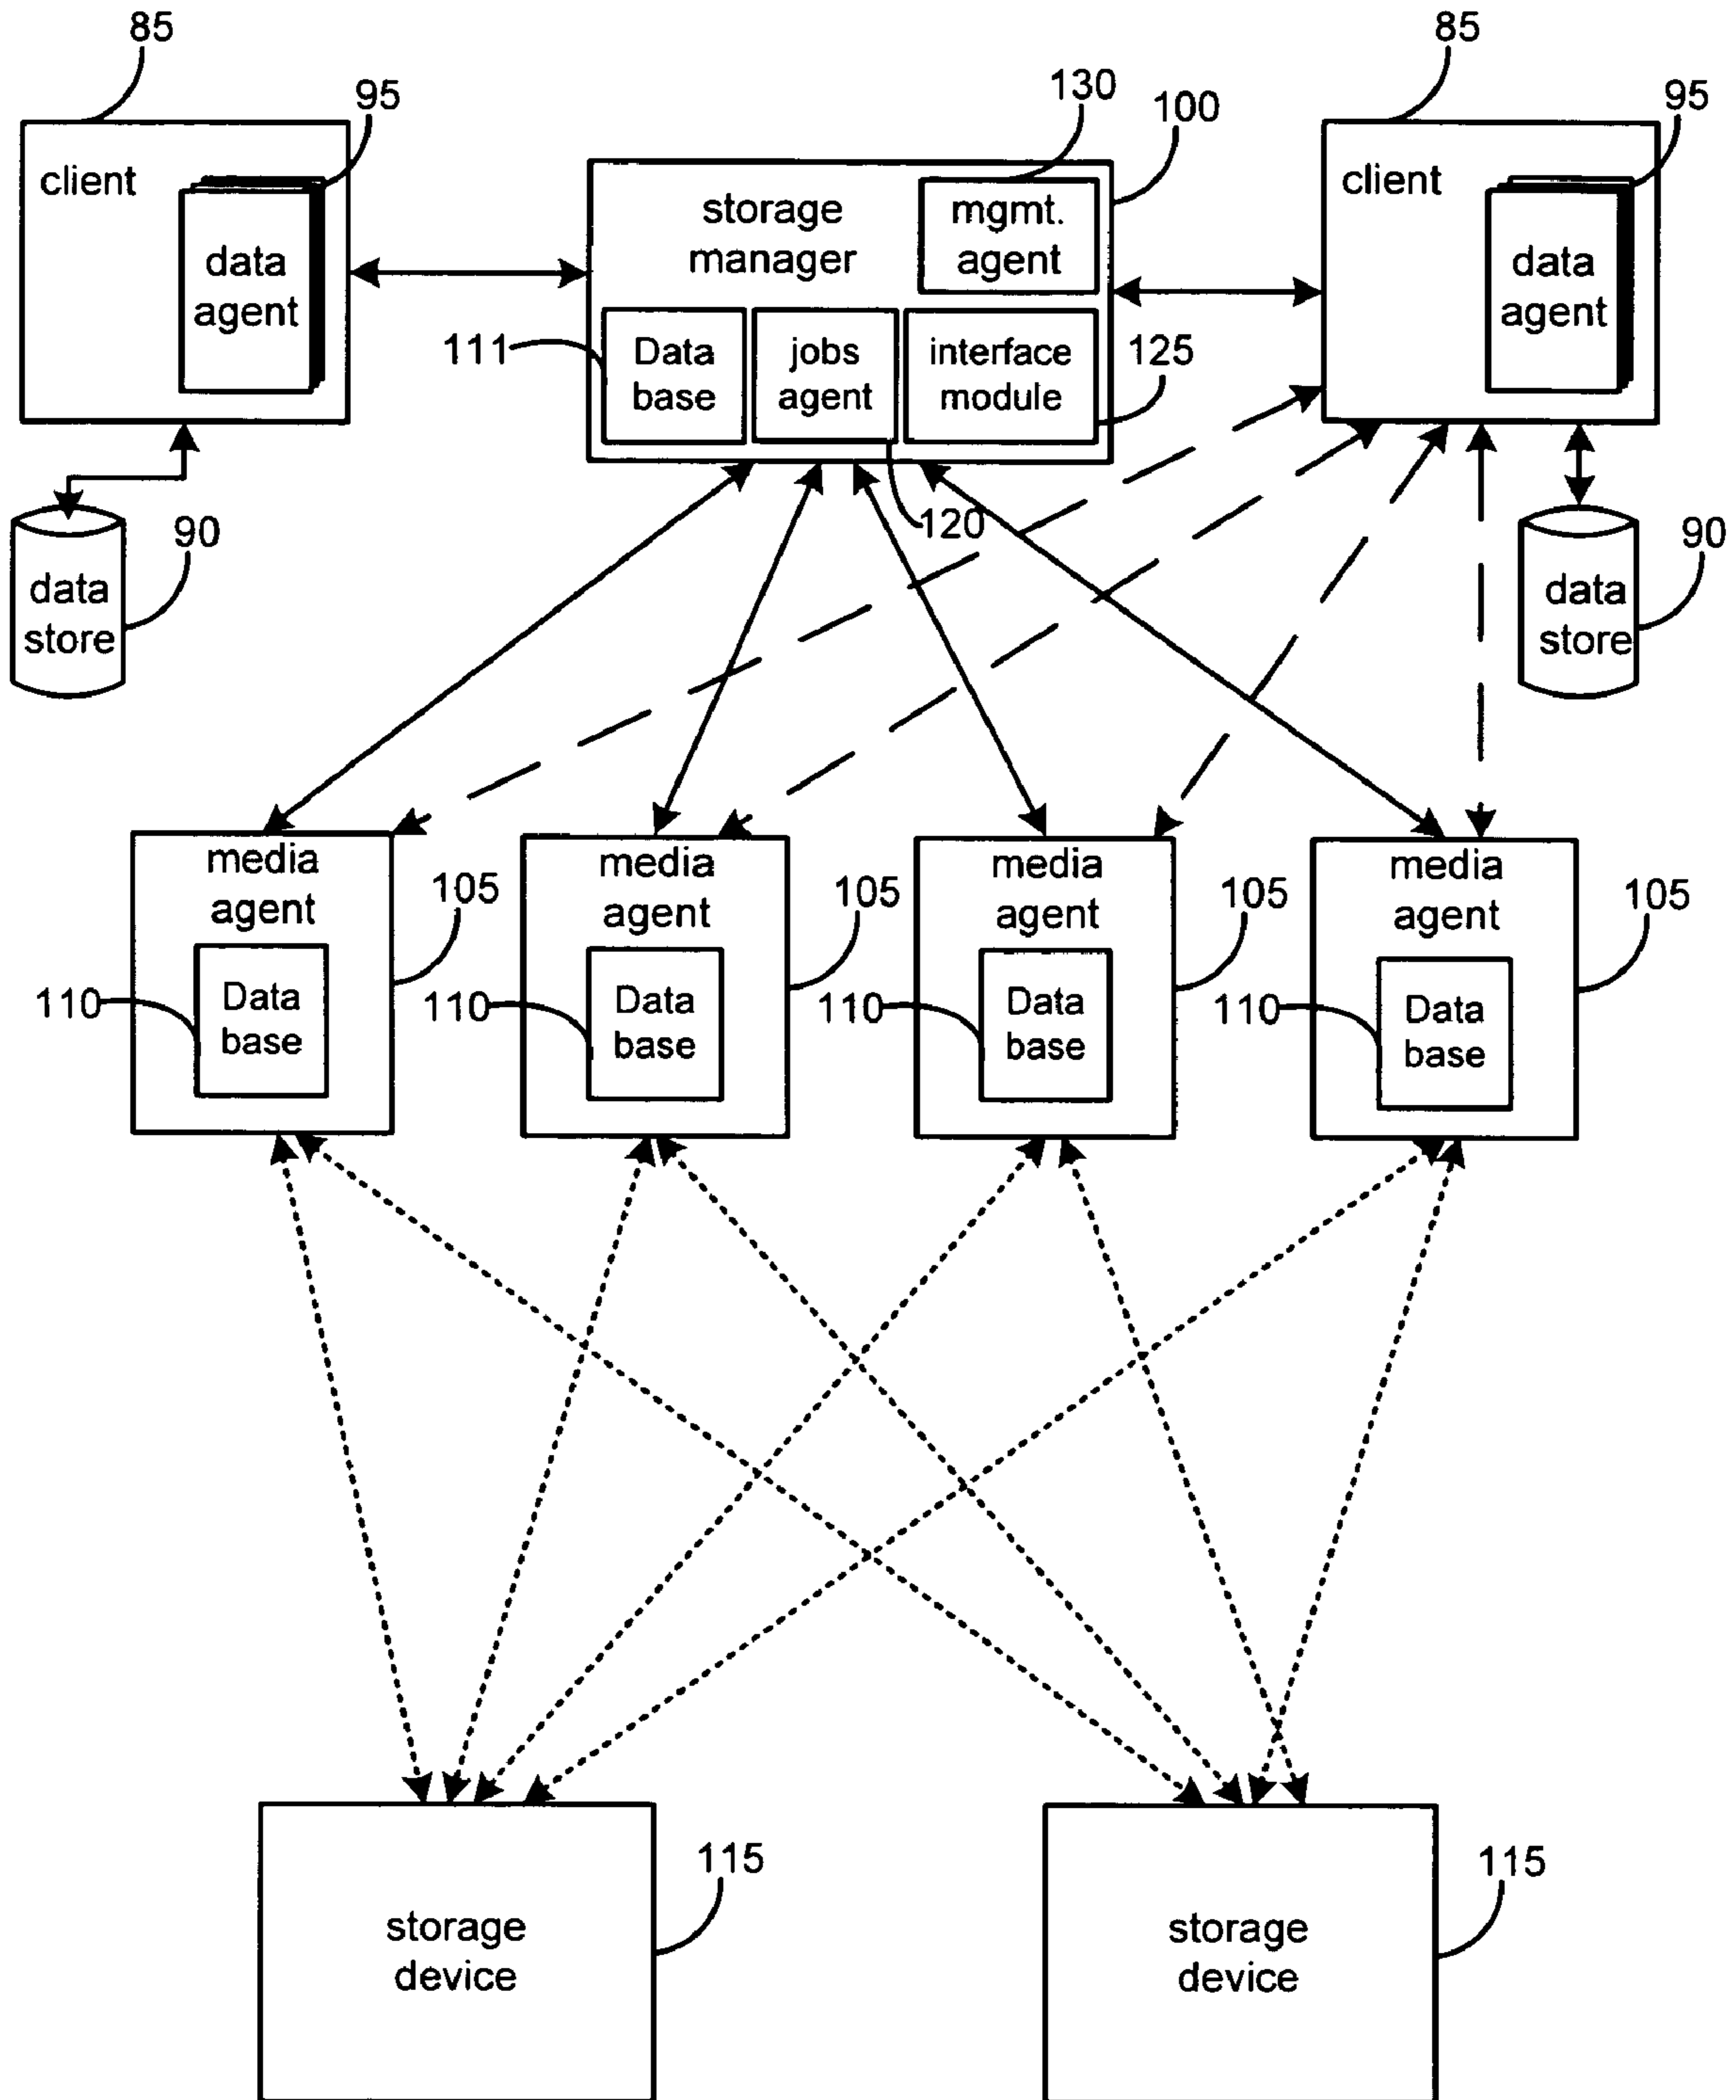 85
85
95
130
100
95
client
storage
manager
mgmt.
agent
client
data
agent
data
agent
111
Data
base
jobs
agent
interface
module
125
120
90
data
store
90
data
store
media
agent
105
media
agent
105
media
agent
105
media
agent
105
110
Data
base
110
Data
base
110
Data
base
110
Data
base
115
storage
device
115
storage
device